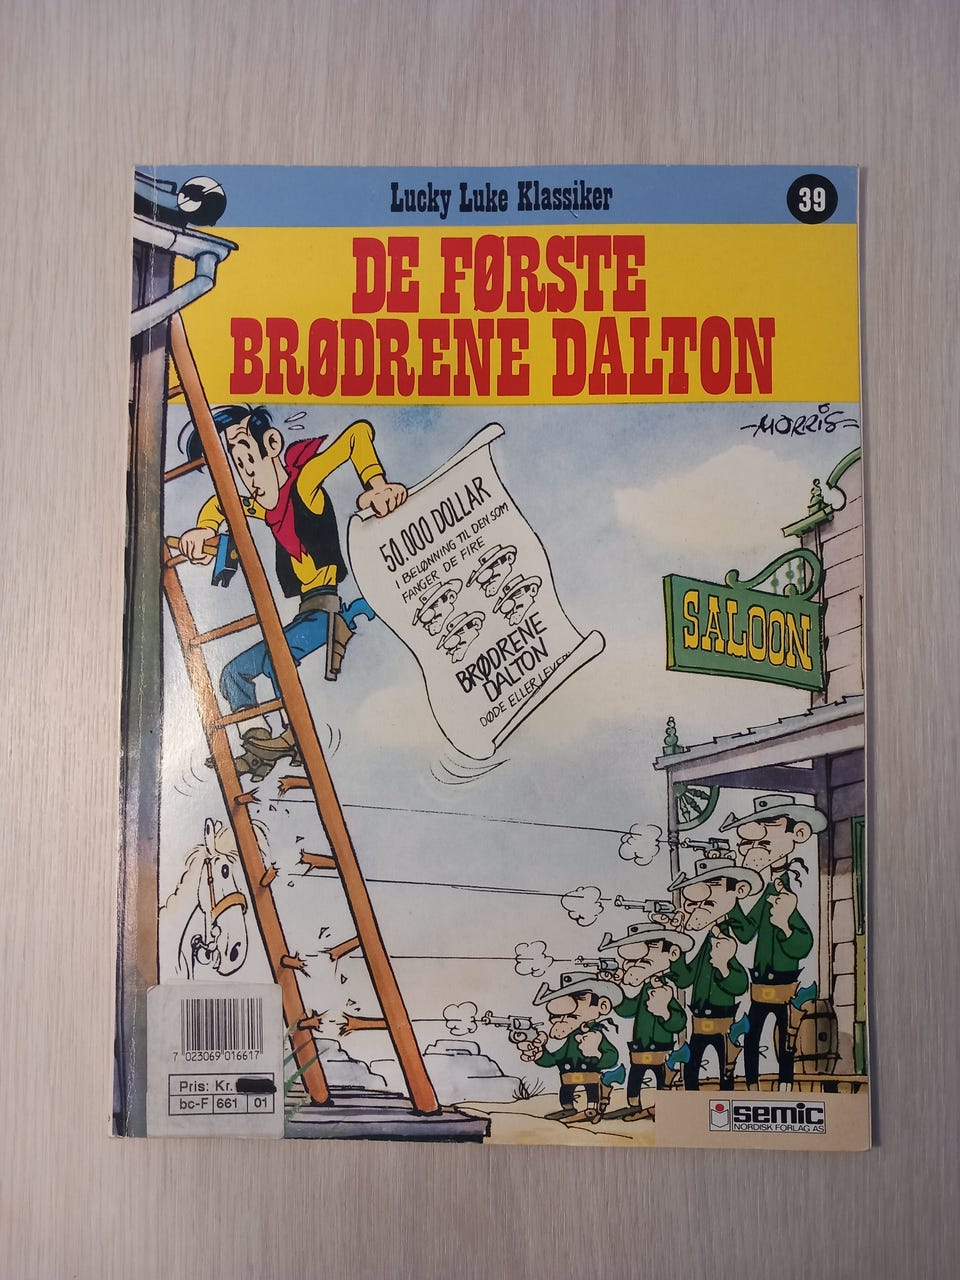 Lucky Luke Klassiker
39
DE FØRSTE
BRØDRENE DALTON
-MORRIS-
50.000 DOLLAR
I BELØNNING TIL DEN SOM
FANGER DE FIRE
BRØDRENE
DALTON
DØDE ELLER LEVENDE
SALOON
7 023069 016617
Pris: Kr.
bc-F 661 01
semic
NORDISK FORLAG AS